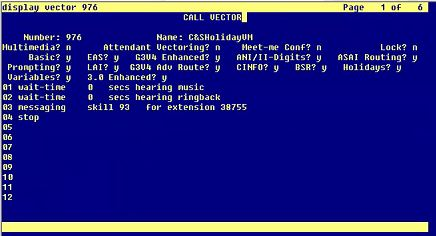 display vector 976 Page 1 of 6
CALL VECTOR
Number: 976 Name: C&SHolidayVM
Multimedia? n Attendant Vectoring? n Meet-me Conf? n Lock? n
Basic? y EAS? y G3V4 Enhanced? y ANI/II-Digits? y ASAI Routing? y
Prompting? y LAI? y G3V4 Adv Route? y CINFO? y BSR? y Holidays? y
Variables? y 3.0 Enhanced? y
01 wait-time 0 secs hearing music
02 wait-time 0 secs hearing ringback
03 messaging skill 93 for extension 38755
04 stop
05
06
07
08
09
10
11
12